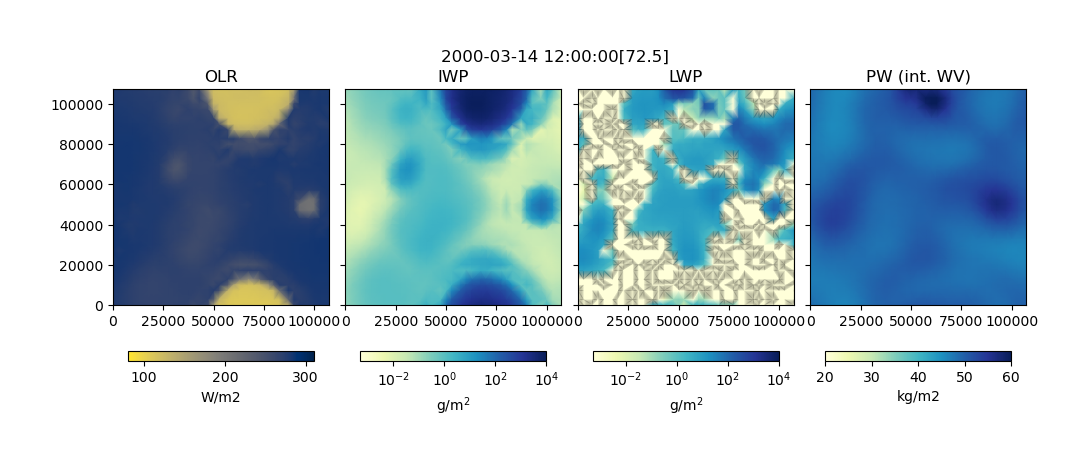 2000-03-14 12:00:00[72.5]
OLR IWP LWP PW (int. WV)
100000
80000
60000
40000
20000
0
0 25000 50000 75000 100000 0 25000 50000 75000 100000 0 25000 50000 75000 100000 0 25000 50000 75000 100000
100 200 300 10⁻² 10⁰ 10² 10⁴ 10⁻² 10⁰ 10² 10⁴ 20 30 40 50 60
W/m2 g/m² g/m² kg/m2